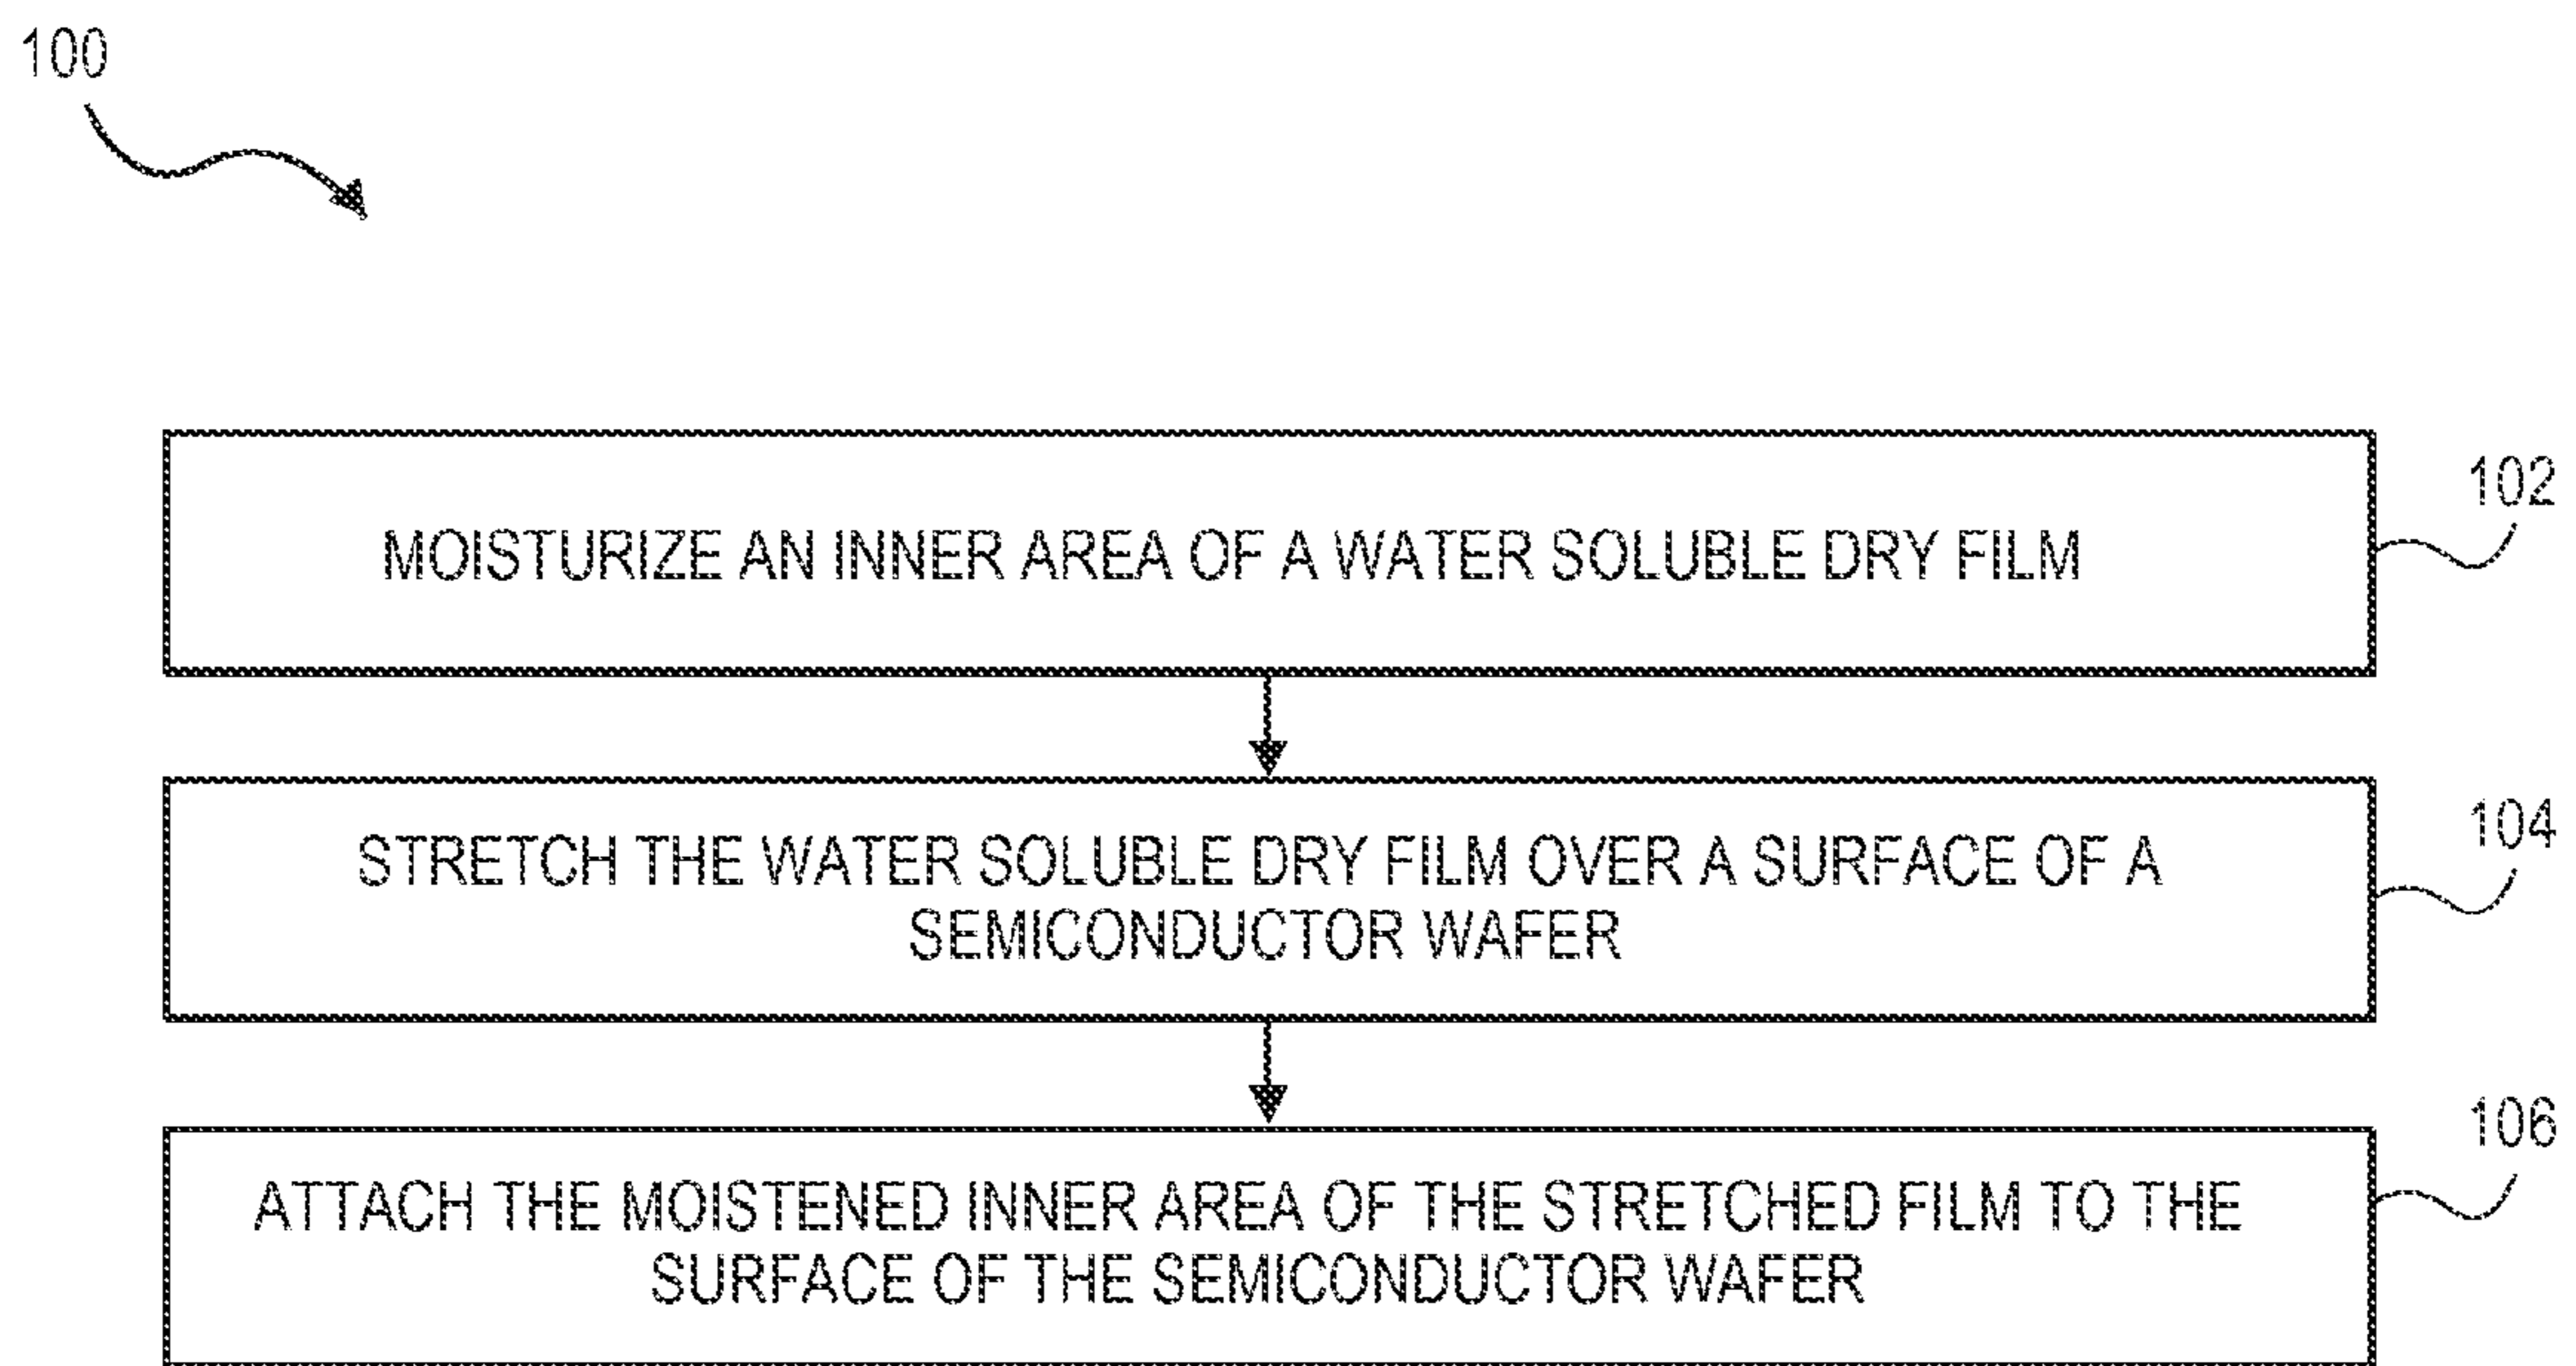 100
102
MOISTURIZE AN INNER AREA OF A WATER SOLUBLE DRY FILM
104
STRETCH THE WATER SOLUBLE DRY FILM OVER A SURFACE OF A
SEMICONDUCTOR WAFER
106
ATTACH THE MOISTENED INNER AREA OF THE STRETCHED FILM TO THE
SURFACE OF THE SEMICONDUCTOR WAFER